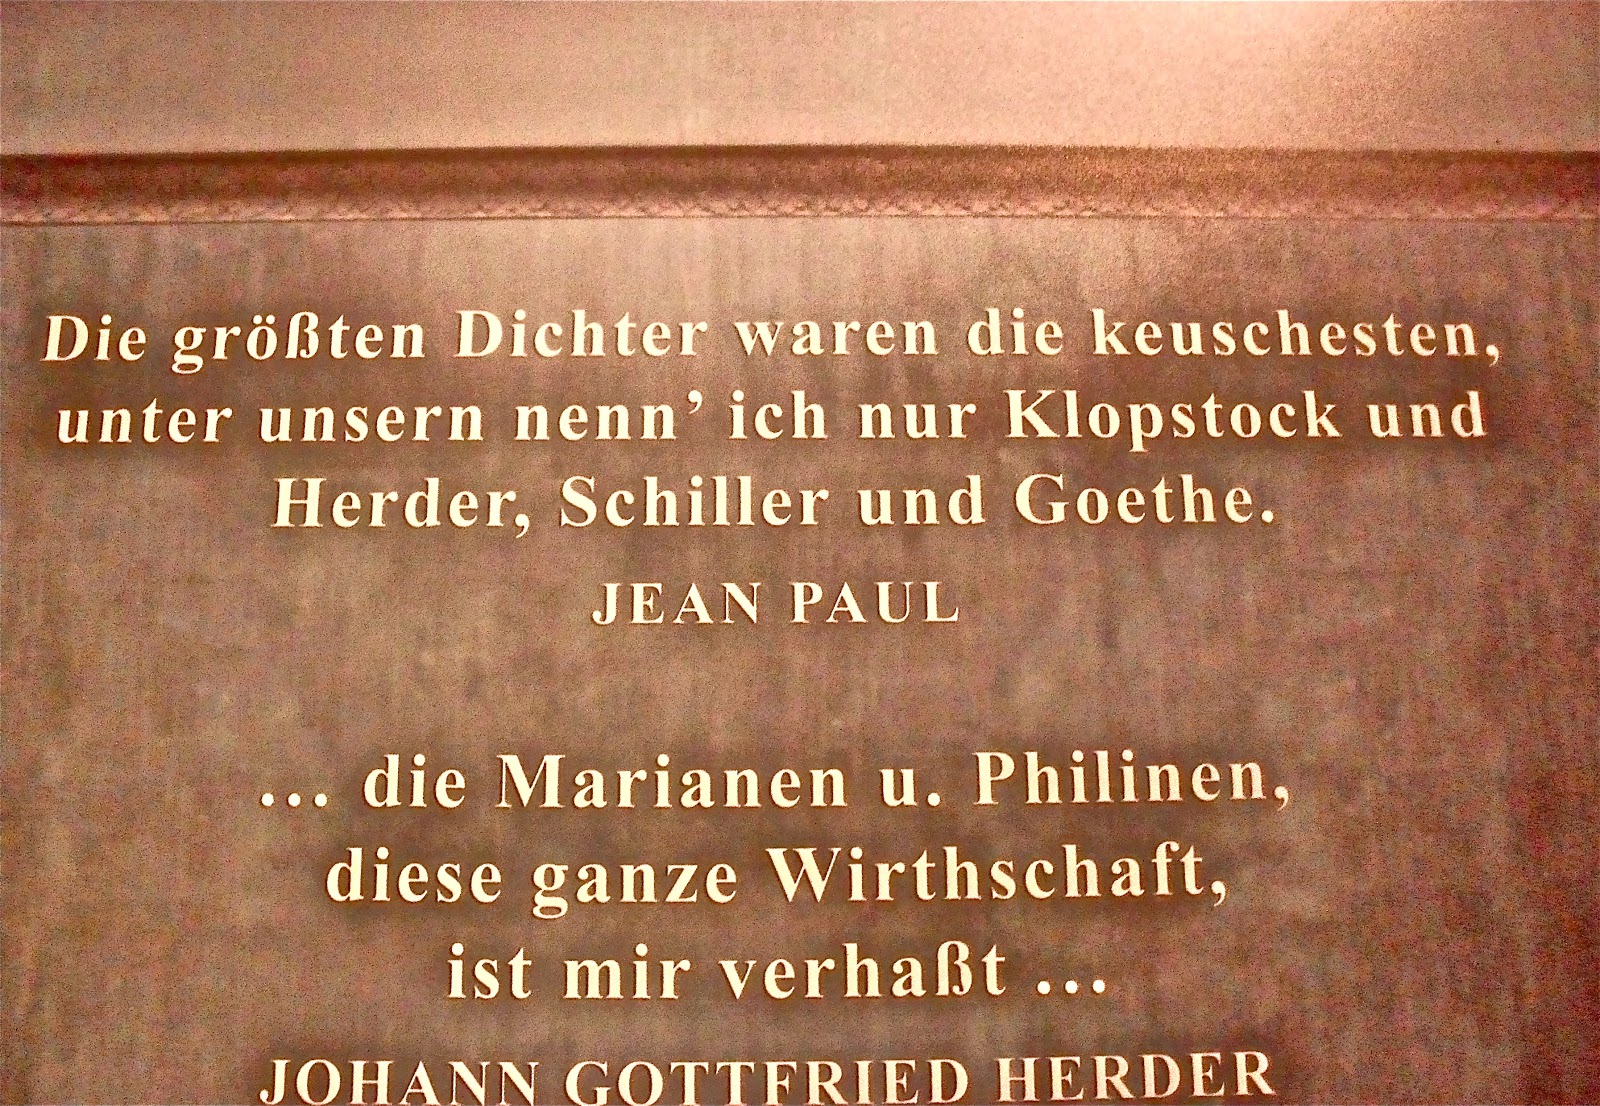 Die größten Dichter waren die keuschesten,
unter unsern nenn’ ich nur Klopstock und
Herder, Schiller und Goethe.
JEAN PAUL
... die Marianen u. Philinen,
diese ganze Wirthschaft,
ist mir verhaßt ...
JOHANN GOTTFRIED HERDER